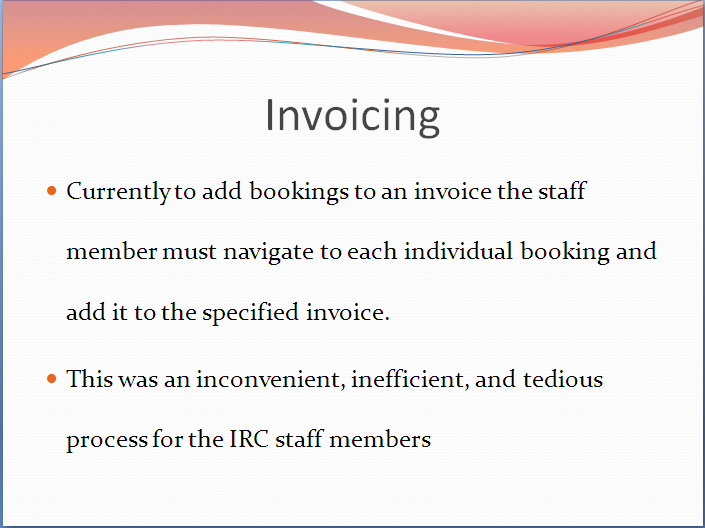 Invoicing
Currently to add bookings to an invoice the staff
member must navigate to each individual booking and
add it to the specified invoice.
This was an inconvenient, inefficient, and tedious
process for the IRC staff members